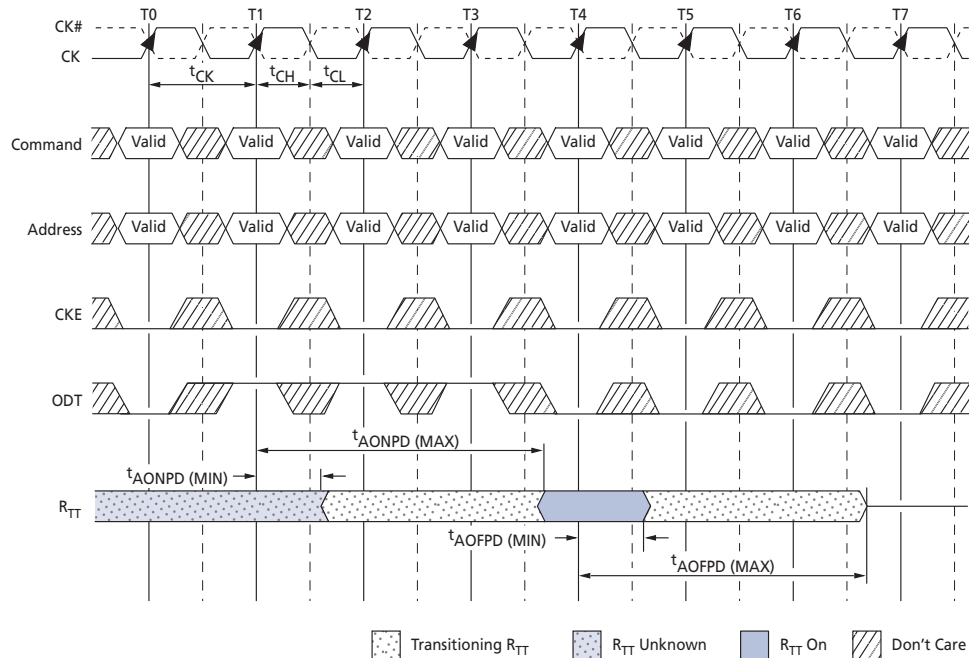 T0 T1 T2 T3 T4 T5 T6 T7
CK#
CK
tCK tCH tCL
Command Valid Valid Valid Valid Valid Valid Valid Valid
Address Valid Valid Valid Valid Valid Valid Valid Valid
CKE
ODT
tAONPD (MAX)
tAONPD (MIN)
RTT
tAOFPD (MIN)
tAOFPD (MAX)
Transitioning RTT RTT Unknown RTT On Don't Care